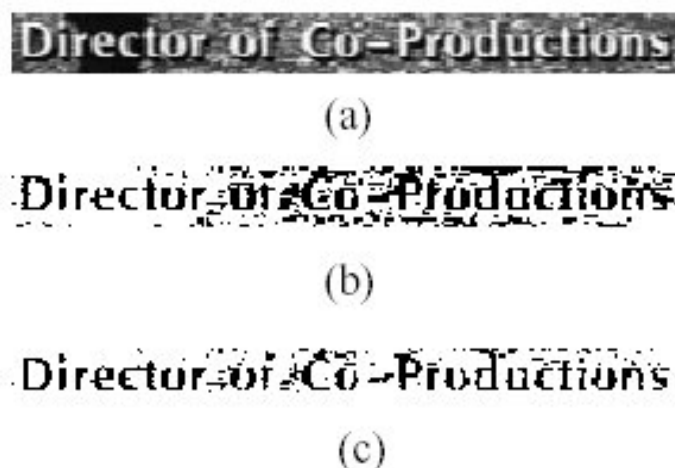 Director of Co-Productions
(a)
Director of Co-Productions
(b)
Director of Co-Productions
(c)